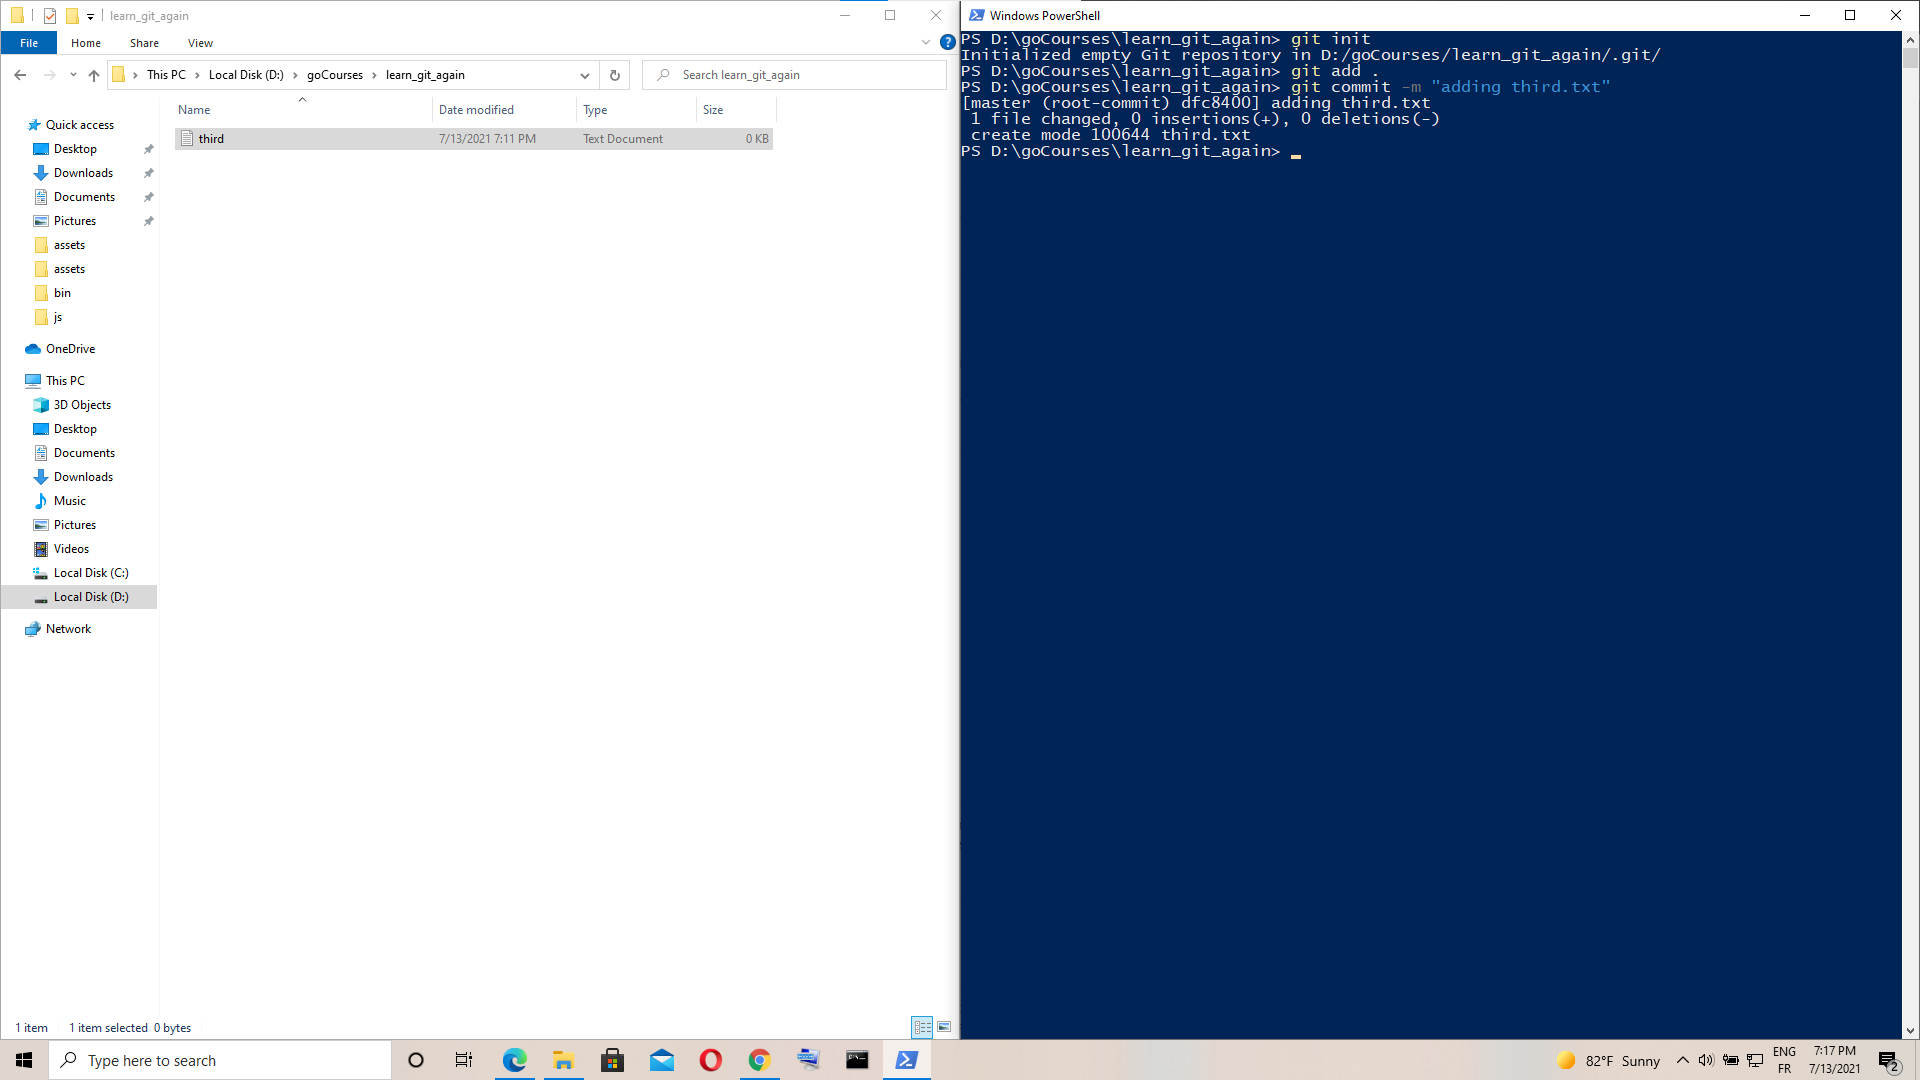 learn_git_again
File Home Share View
This PC Local Disk (D:) goCourses learn_git_again
Search learn_git_again
Name Date modified Type Size
third 7/13/2021 7:11 PM Text Document 0 KB
Quick access
Desktop
Downloads
Documents
Pictures
assets
assets
bin
js
OneDrive
This PC
3D Objects
Desktop
Documents
Downloads
Music
Pictures
Videos
Local Disk (C:)
Local Disk (D:)
Network
1 item 1 item selected 0 bytes
Windows PowerShell
PS D:\goCourses\learn_git_again> git init
Initialized empty Git repository in D:/goCourses/learn_git_again/.git/
PS D:\goCourses\learn_git_again> git add .
PS D:\goCourses\learn_git_again> git commit -m "adding third.txt"
[master (root-commit) dfc8400] adding third.txt
 1 file changed, 0 insertions(+), 0 deletions(-)
 create mode 100644 third.txt
PS D:\goCourses\learn_git_again> _
Type here to search
82°F Sunny
ENG
FR
7:17 PM
7/13/2021
2